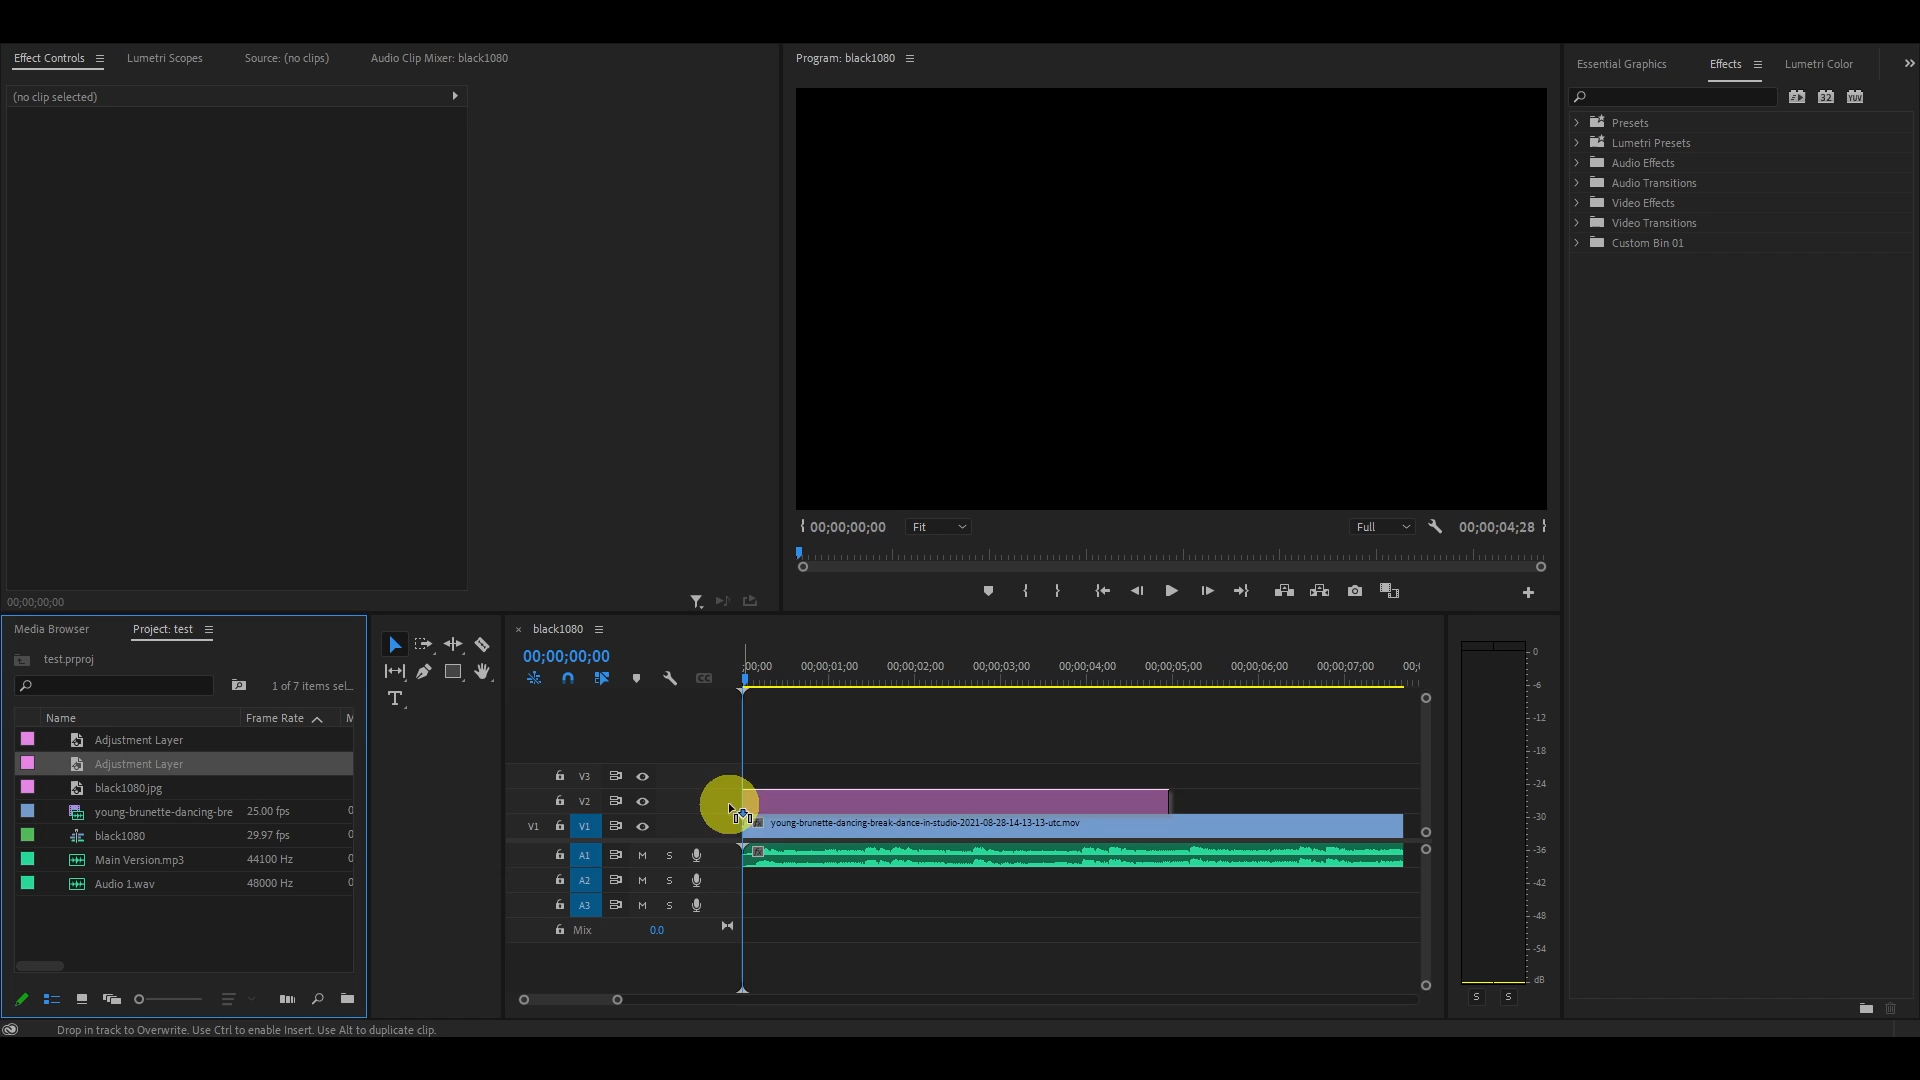 Effect Controls
Lumetri Scopes
Source: (no clips)
Audio Clip Mixer: black1080
Program: black1080
Essential Graphics
Effects
Lumetri Color
(no clip selected)
32
YUV
Presets
Lumetri Presets
Audio Effects
Audio Transitions
Video Effects
Video Transitions
Custom Bin 01
00;00;00;00
Fit
Full
00;00;04;28
00;00;00;00
Media Browser
Project: test
test.prproj
1 of 7 items sel...
Name
Frame Rate
M
Adjustment Layer
Adjustment Layer
black1080.jpg
young-brunette-dancing-bre
25.00 fps
0
black1080
29.97 fps
0
Main Version.mp3
44100 Hz
0
Audio 1.wav
48000 Hz
0
T
black1080
00;00;00;00
;00;00
00;00;01;00
00;00;02;00
00;00;03;00
00;00;04;00
00;00;05;00
00;00;06;00
00;00;07;00
00;0
V3
V2
V1
V1
young-brunette-dancing-break-dance-in-studio-2021-08-28-14-13-13-utc.mov
fx
A1
M
S
A2
M
S
A3
M
S
Mix
0.0
0
-6
-12
-18
-24
-30
-36
-42
-48
-54
dB
S
S
Drop in track to Overwrite. Use Ctrl to enable Insert. Use Alt to duplicate clip.